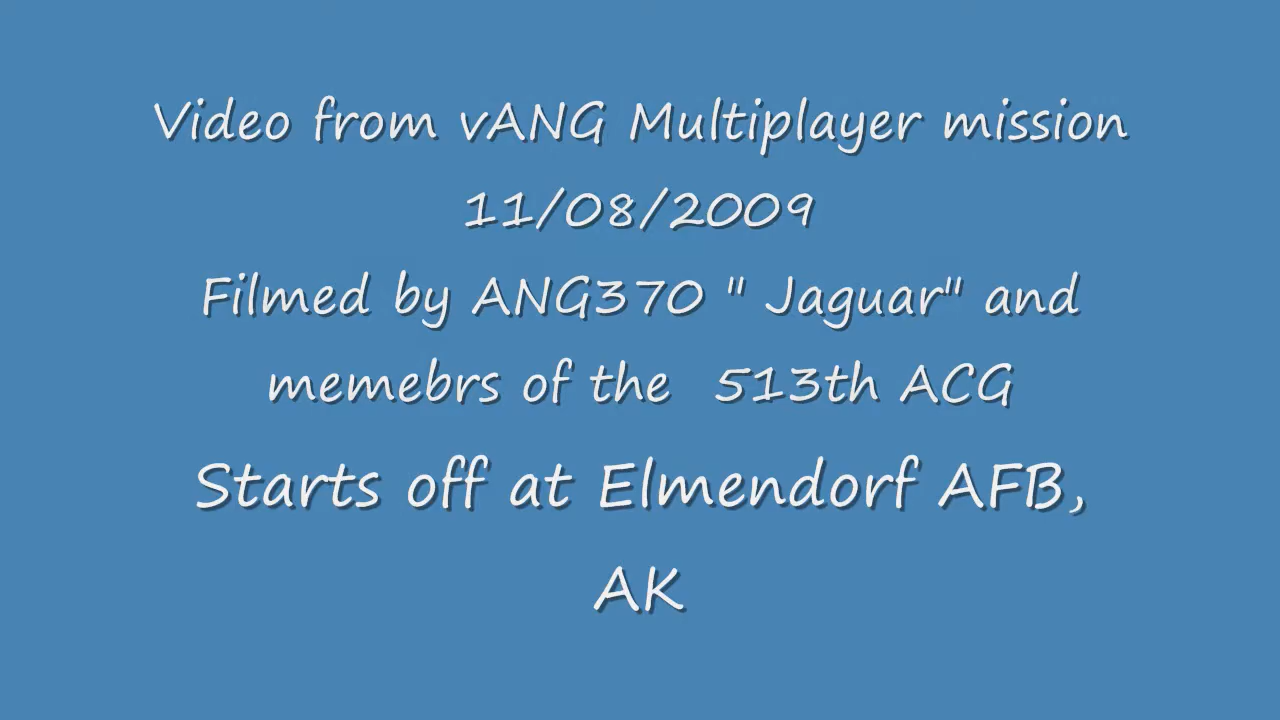 Video from vANG Multiplayer mission
11/08/2009
Filmed by ANG370 " Jaguar" and
memebrs of the  513th ACG
Starts off at Elmendorf AFB,
AK